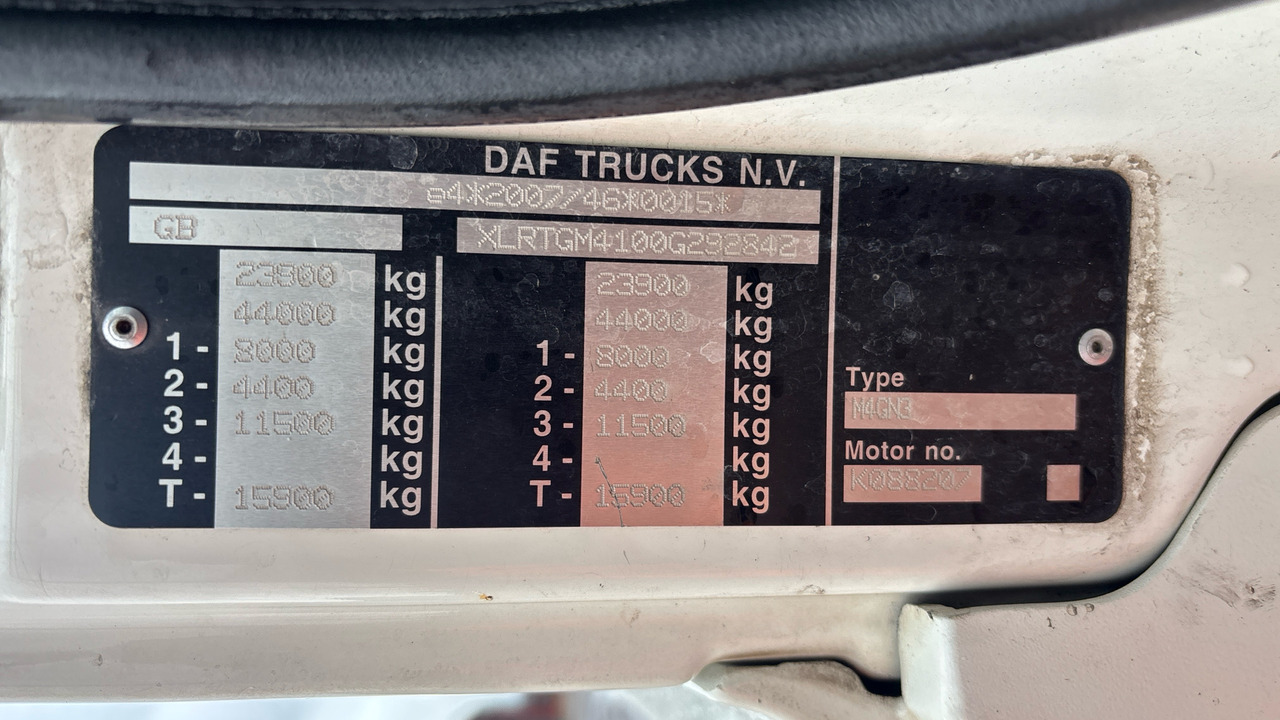 DAF TRUCKS N.V.
e4*2007/46*0015*
GB XLRTGM4100G292842
23900 kg 23900 kg
44000 kg 44000 kg
1 - 8000 kg 1 - 8000 kg
2 - 4400 kg 2 - 4400 kg
3 - 11500 kg 3 - 11500 kg
4 - kg 4 - kg
T - 15900 kg T - 15900 kg
Type
M4GN3
Motor no.
K088207